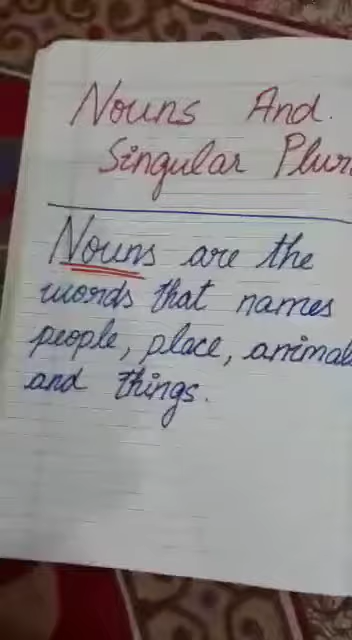 Nouns And
Singular Plur
Nouns are the
words that names
people, place, animal
and things.